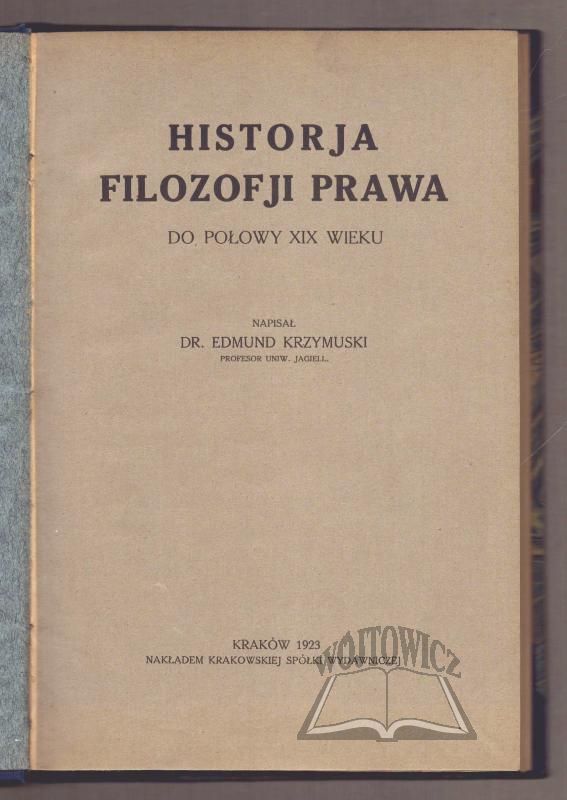 HISTORJA
FILOZOFJI PRAWA
DO POŁOWY XIX WIEKU
NAPISAŁ
DR. EDMUND KRZYMUSKI
PROFESOR UNIW. JAGIELL.
KRAKÓW 1923
NAKŁADEM KRAKOWSKIEJ SPÓŁKI WYDAWNICZEJ
WÓJTOWICZ